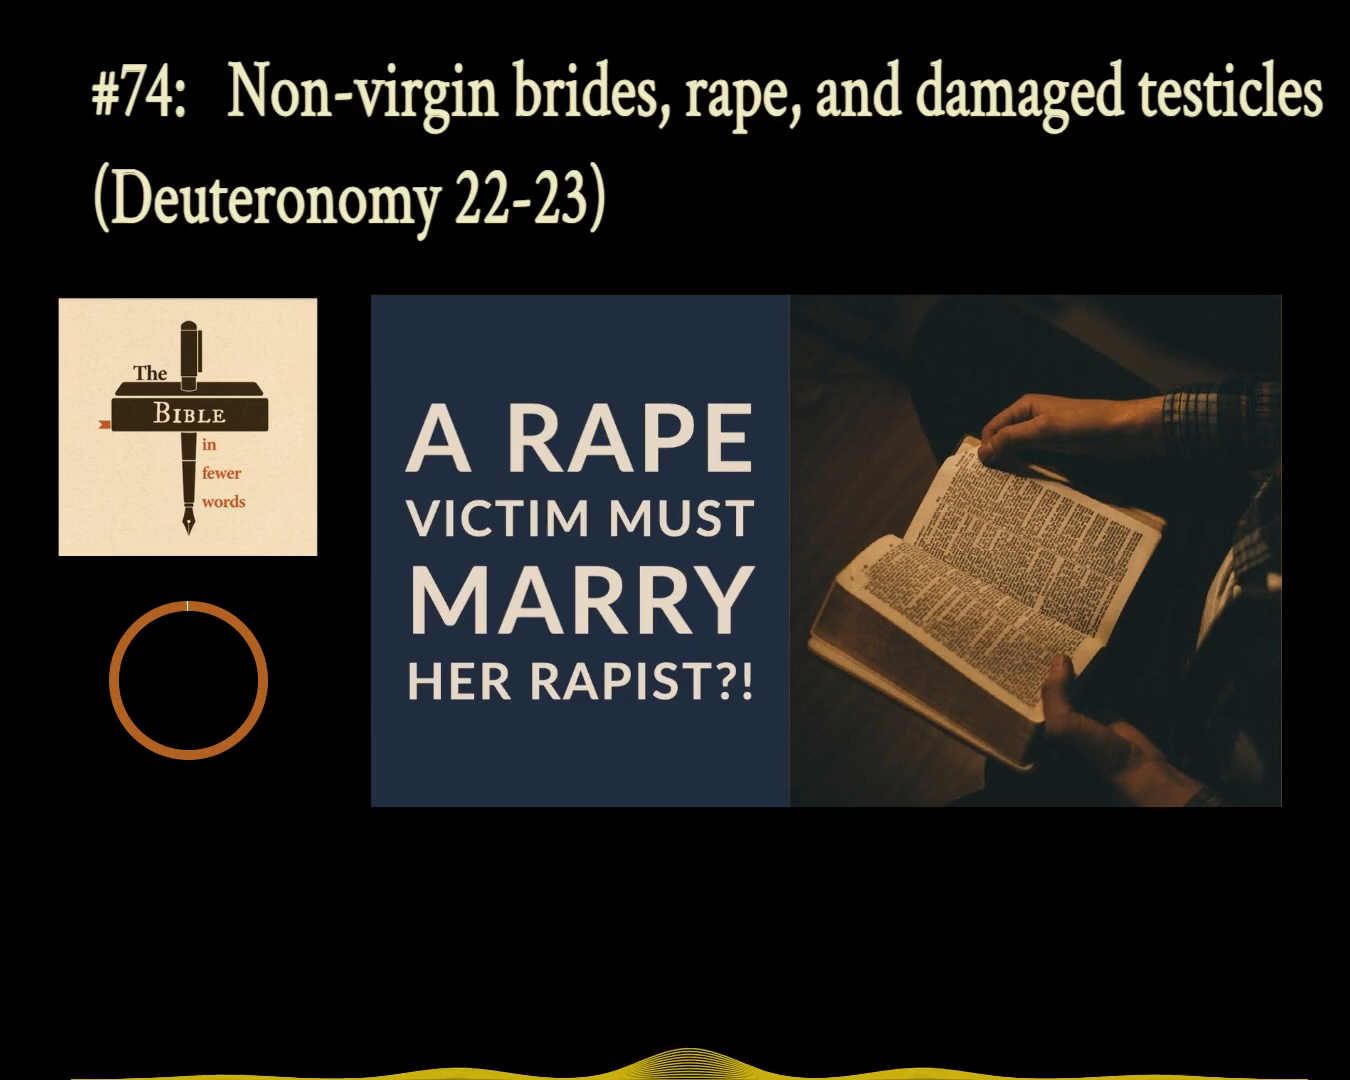 #74: Non-virgin brides, rape, and damaged testicles
(Deuteronomy 22-23)
The
BIBLE
in
fewer
words
A RAPE
VICTIM MUST
MARRY
HER RAPIST?!